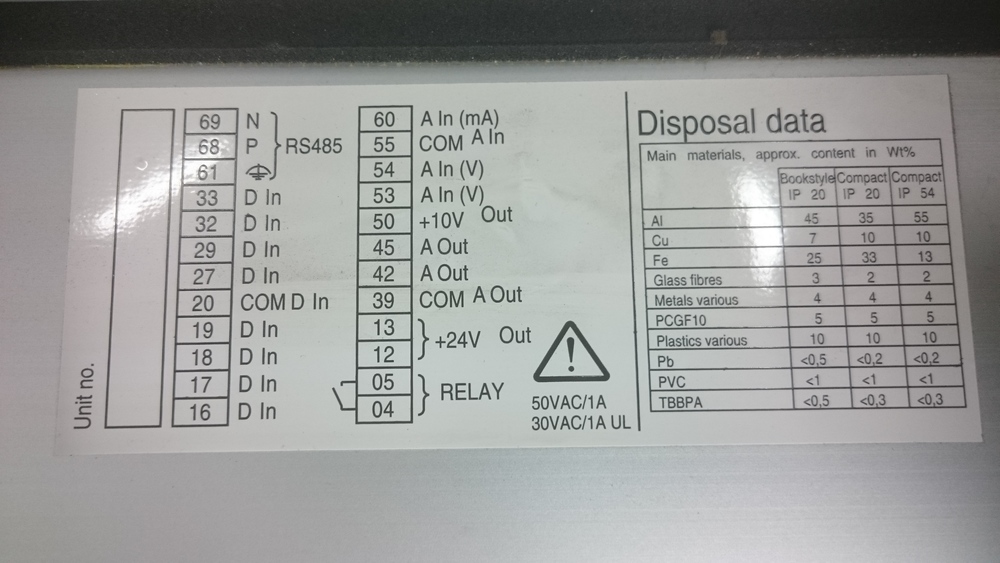 Unit no.
69 N
68 P RS485
61
33 D In
32 D In
29 D In
27 D In
20 COM D In
19 D In
18 D In
17 D In
16 D In
60 A In (mA)
55 COM A In
54 A In (V)
53 A In (V)
50 +10V Out
45 A Out
42 A Out
39 COM A Out
13
12 +24V Out
05
04 RELAY
50VAC/1A
30VAC/1A UL
Disposal data
Main materials, approx. content in Wt%
Bookstyle Compact Compact
IP 20 IP 20 IP 54
Al 45 35 55
Cu 7 10 10
Fe 25 33 13
Glass fibres 3 2 2
Metals various 4 4 4
PCGF10 5 5 5
Plastics various 10 10 10
Pb <0,5 <0,2 <0,2
PVC <1 <1 <1
TBBPA <0,5 <0,3 <0,3